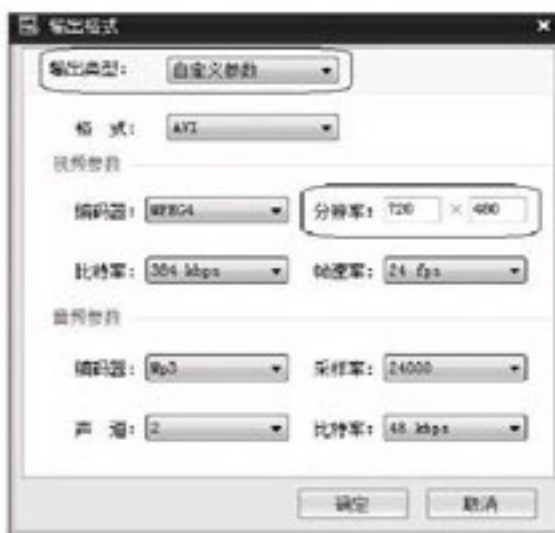 输出格式
输出类型: 自定义参数
格 式: AVI
视频参数
编码器: MPEG4 分辨率: 720 × 480
比特率: 384 kbps 帧速率: 24 fps
音频参数
编码器: Mp3 采样率: 24000
声 道: 2 比特率: 48 kbps
确定 取消